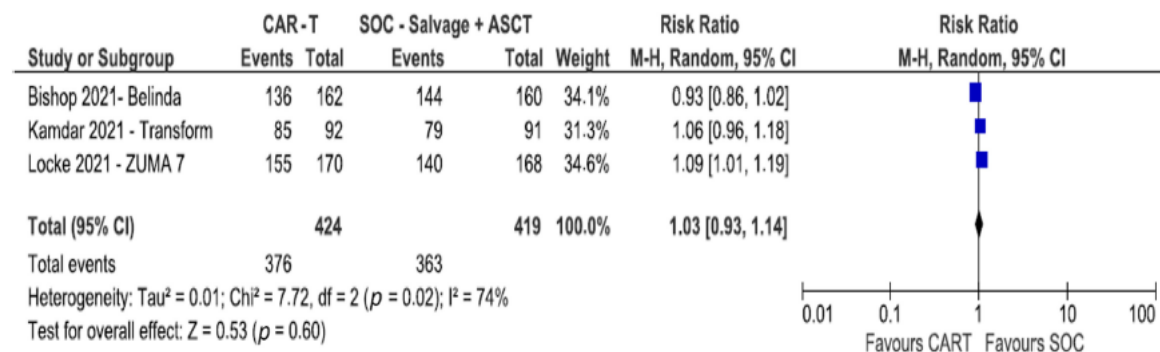 CAR-T SOC - Salvage + ASCT Risk Ratio Risk Ratio
Study or Subgroup Events Total Events Total Weight M-H, Random, 95% CI M-H, Random, 95% CI
Bishop 2021- Belinda 136 162 144 160 34.1% 0.93 [0.86, 1.02]
Kamdar 2021 - Transform 85 92 79 91 31.3% 1.06 [0.96, 1.18]
Locke 2021 - ZUMA 7 155 170 140 168 34.6% 1.09 [1.01, 1.19]
Total (95% CI) 424 419 100.0% 1.03 [0.93, 1.14]
Total events 376 363
Heterogeneity: Tau² = 0.01; Chi² = 7.72, df = 2 (p = 0.02); I² = 74%
Test for overall effect: Z = 0.53 (p = 0.60)
0.01 0.1 1 10 100
Favours CART Favours SOC